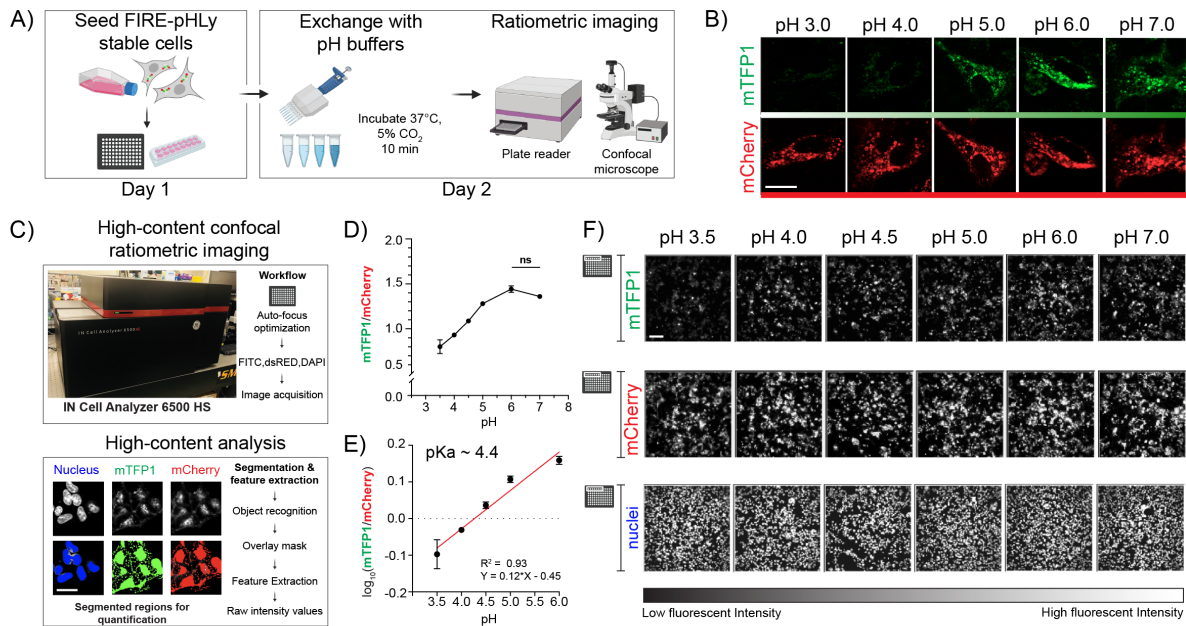 A)
Seed FIRE-pHLy
stable cells
Exchange with
pH buffers
Ratiometric imaging
Incubate 37°C,
5% CO2
10 min
Plate reader
Confocal
microscope
Day 1
Day 2
B)
pH 3.0
pH 4.0
pH 5.0
pH 6.0
pH 7.0
mTFP1
mCherry
C)
High-content confocal
ratiometric imaging
Workflow
Auto-focus
optimization
FITC,dsRED,DAPI
Image acquisition
IN Cell Analyzer 6500HS
IN Cell Analyzer 6500 HS
High-content analysis
Nucleus
mTFP1
mCherry
Segmentation &
feature extraction
Object recognition
Overlay mask
Feature Extraction
Raw intensity values
Segmented regions for
quantification
D)
mTFP1/mCherry
2.0
1.5
1.0
0.5
0.0
ns
2 3 4 5 6 7 8
pH
E)
log10(mTFP1/mCherry)
0.2
0.1
0.0
-0.1
-0.2
pKa ~ 4.4
R² = 0.93
Y = 0.12*X - 0.45
3.5 4.0 4.5 5.0 5.5 6.0
pH
F)
pH 3.5
pH 4.0
pH 4.5
pH 5.0
pH 6.0
pH 7.0
mTFP1
mCherry
nuclei
Low fluorescent Intensity
High fluorescent Intensity